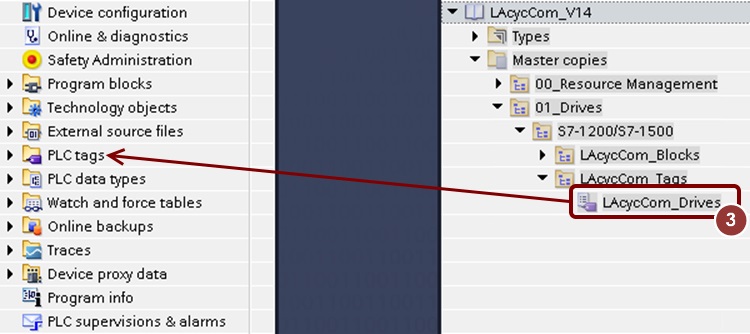 Device configuration
Online & diagnostics
Safety Administration
Program blocks
Technology objects
External source files
PLC tags
PLC data types
Watch and force tables
Online backups
Traces
Device proxy data
Program info
PLC supervisions & alarms
LAcycCom_V14
Types
Master copies
00_Resource Management
01_Drives
S7-1200/S7-1500
LAcycCom_Blocks
LAcycCom_Tags
LAcycCom_Drives
3